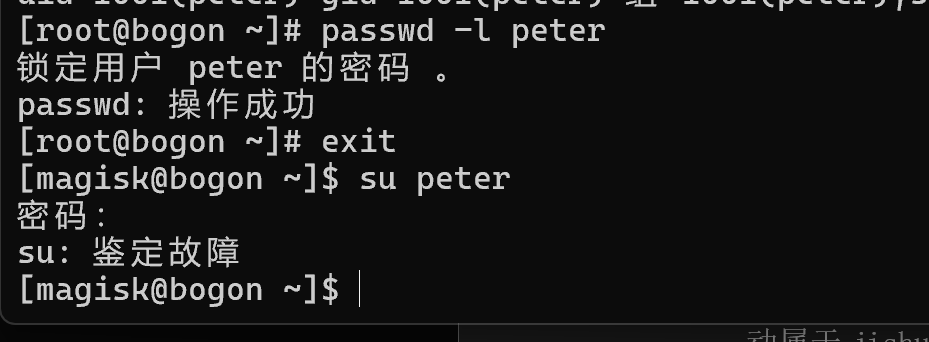 [root@bogon ~]# passwd -l peter
锁定用户 peter 的密码 。
passwd: 操作成功
[root@bogon ~]# exit
[magisk@bogon ~]$ su peter
密码：
su: 鉴定故障
[magisk@bogon ~]$